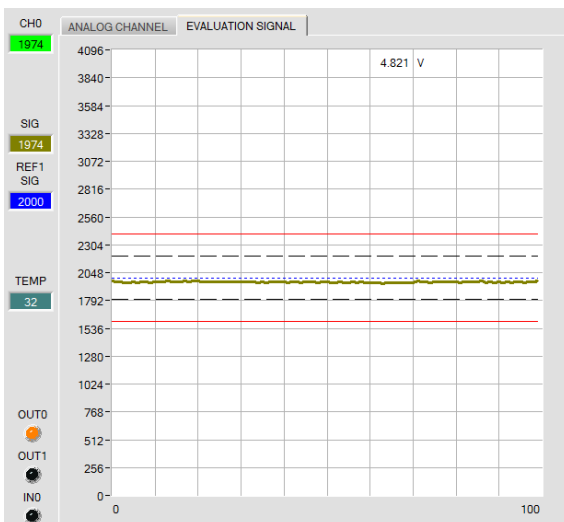 CH0
1974
SIG
1974
REF1
SIG
2000
TEMP
32
OUT0
OUT1
IN0
ANALOG CHANNEL
EVALUATION SIGNAL
4.821 V
4096
3840
3584
3328
3072
2816
2560
2304
2048
1792
1536
1280
1024
768
512
256
0
0
100